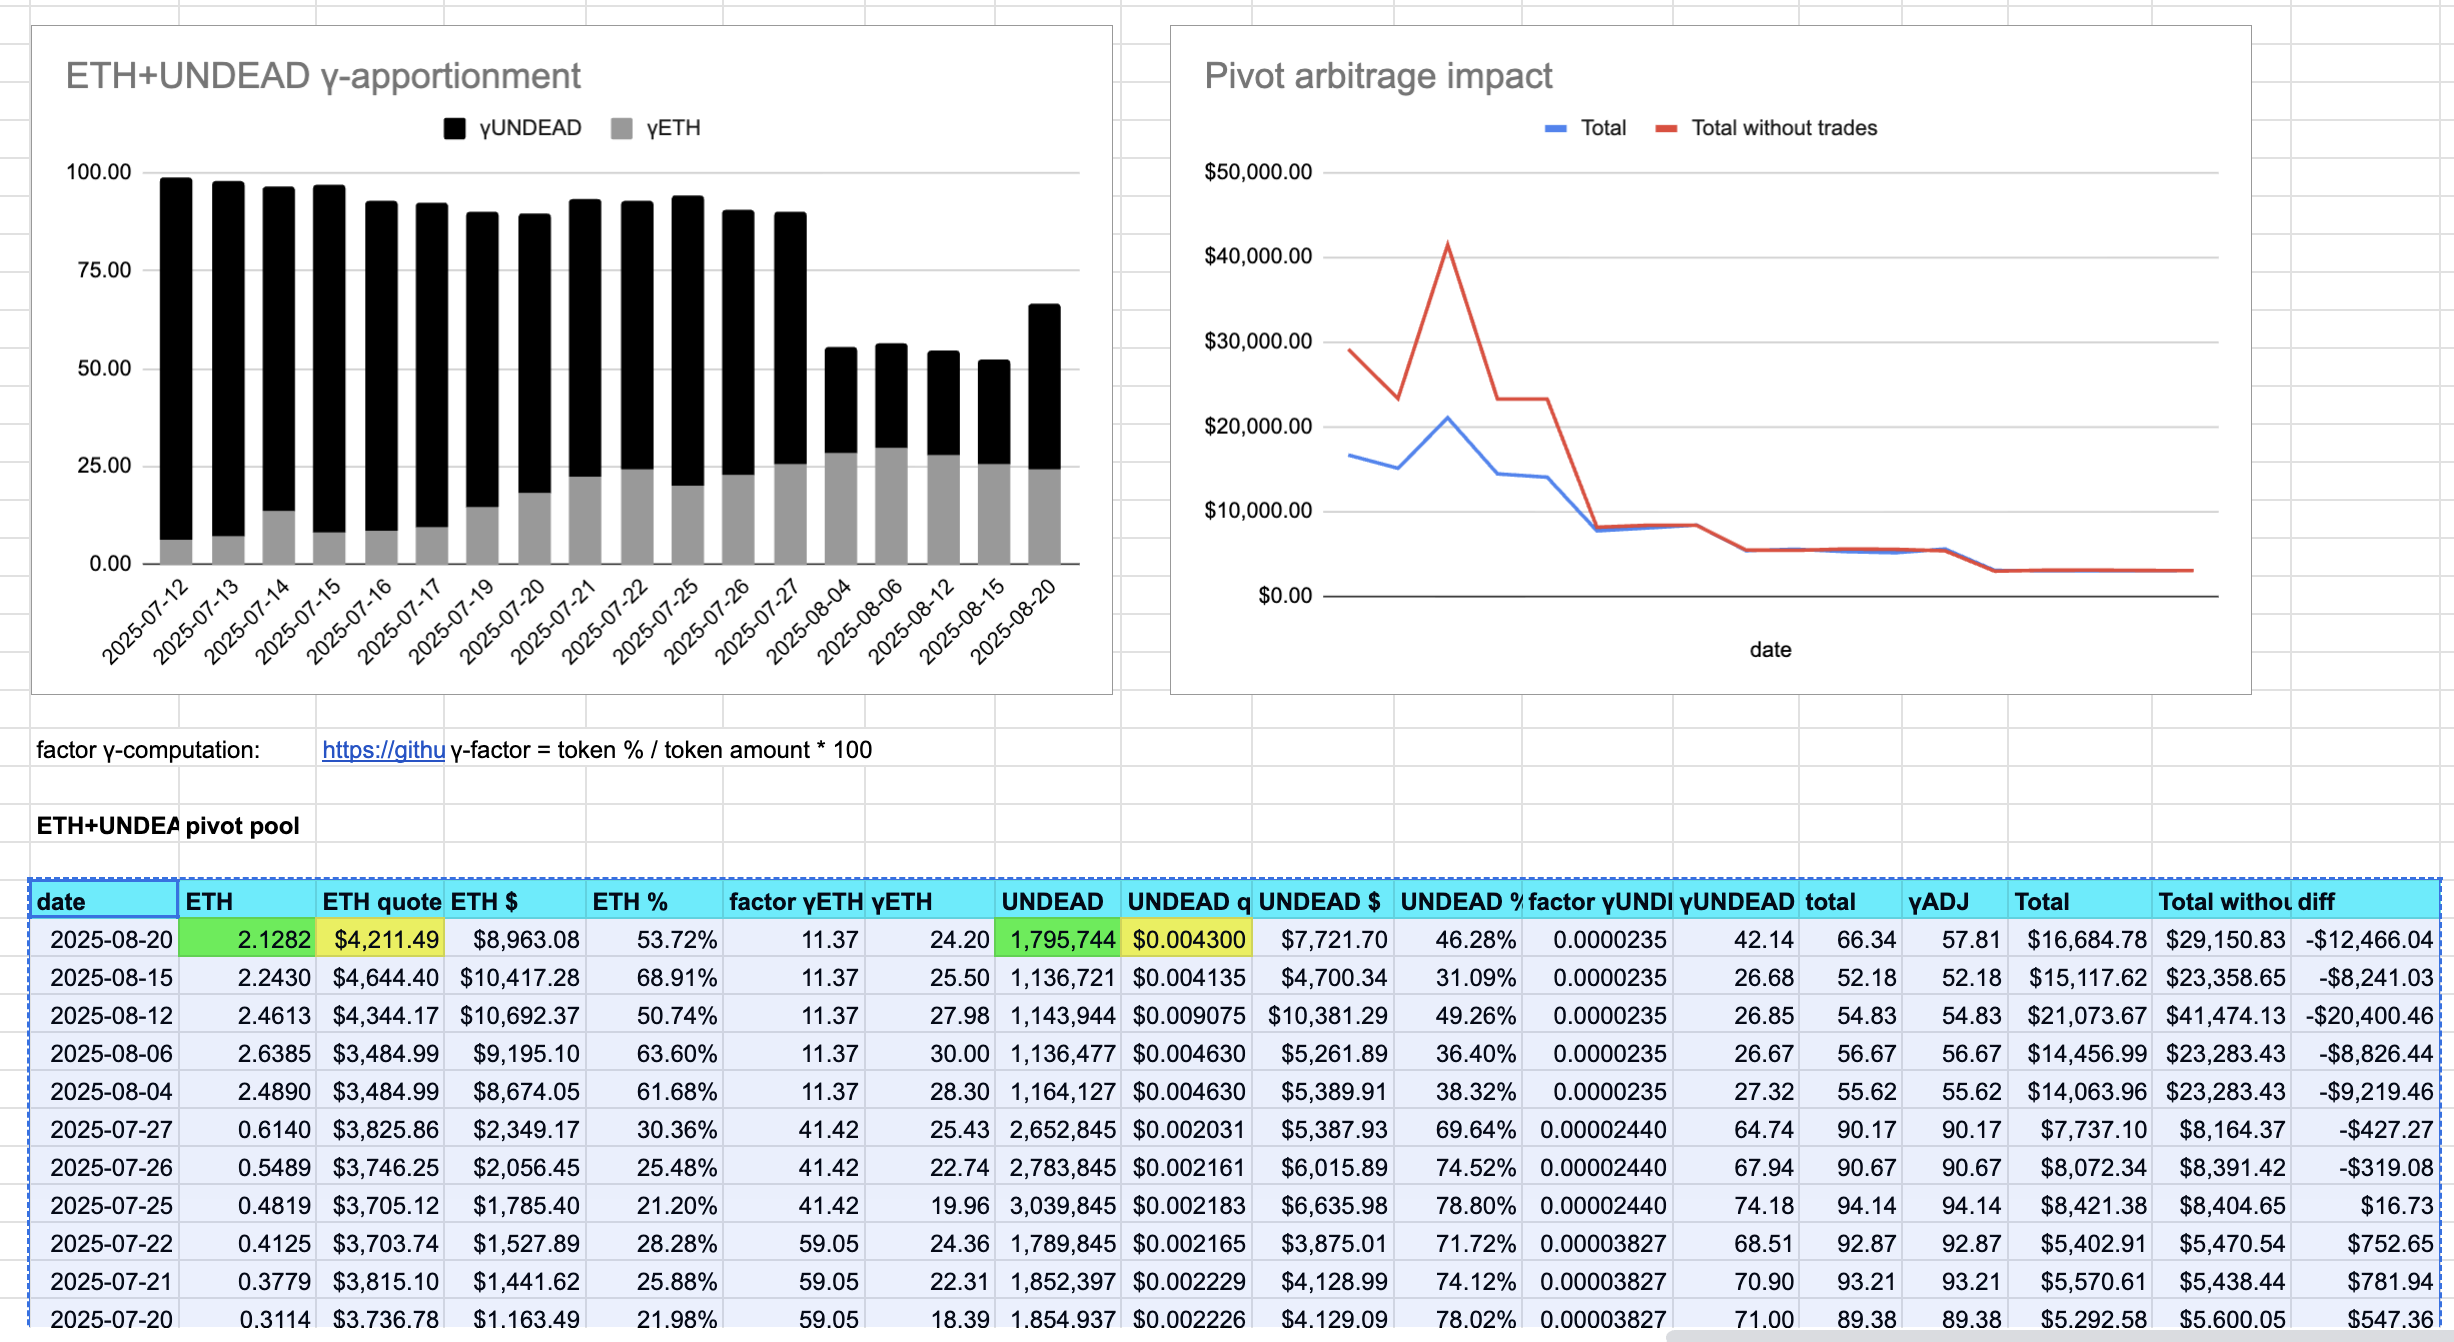 ETH+UNDEAD γ-apportionment
γUNDEAD γETH
100.00
75.00
50.00
25.00
0.00
2025-07-12 2025-07-13 2025-07-14 2025-07-15 2025-07-16 2025-07-17 2025-07-19 2025-07-20 2025-07-21 2025-07-22 2025-07-25 2025-07-26 2025-07-27 2025-08-04 2025-08-06 2025-08-12 2025-08-15 2025-08-20
Pivot arbitrage impact
Total Total without trades
$50,000.00
$40,000.00
$30,000.00
$20,000.00
$10,000.00
$0.00
date
factor γ-computation: https://githu γ-factor = token % / token amount * 100
ETH+UNDEA pivot pool
date ETH ETH quote ETH $ ETH % factor γETH γETH UNDEAD UNDEAD q UNDEAD $ UNDEAD % factor γUNDI γUNDEAD total γADJ Total Total withou diff
2025-08-20 2.1282 $4,211.49 $8,963.08 53.72% 11.37 24.20 1,795,744 $0.004300 $7,721.70 46.28% 0.0000235 42.14 66.34 57.81 $16,684.78 $29,150.83 -$12,466.04
2025-08-15 2.2430 $4,644.40 $10,417.28 68.91% 11.37 25.50 1,136,721 $0.004135 $4,700.34 31.09% 0.0000235 26.68 52.18 52.18 $15,117.62 $23,358.65 -$8,241.03
2025-08-12 2.4613 $4,344.17 $10,692.37 50.74% 11.37 27.98 1,143,944 $0.009075 $10,381.29 49.26% 0.0000235 26.85 54.83 54.83 $21,073.67 $41,474.13 -$20,400.46
2025-08-06 2.6385 $3,484.99 $9,195.10 63.60% 11.37 30.00 1,136,477 $0.004630 $5,261.89 36.40% 0.0000235 26.67 56.67 56.67 $14,456.99 $23,283.43 -$8,826.44
2025-08-04 2.4890 $3,484.99 $8,674.05 61.68% 11.37 28.30 1,164,127 $0.004630 $5,389.91 38.32% 0.0000235 27.32 55.62 55.62 $14,063.96 $23,283.43 -$9,219.46
2025-07-27 0.6140 $3,825.86 $2,349.17 30.36% 41.42 25.43 2,652,845 $0.002031 $5,387.93 69.64% 0.00002440 64.74 90.17 90.17 $7,737.10 $8,164.37 -$427.27
2025-07-26 0.5489 $3,746.25 $2,056.45 25.48% 41.42 22.74 2,783,845 $0.002161 $6,015.89 74.52% 0.00002440 67.94 90.67 90.67 $8,072.34 $8,391.42 -$319.08
2025-07-25 0.4819 $3,705.12 $1,785.40 21.20% 41.42 19.96 3,039,845 $0.002183 $6,635.98 78.80% 0.00002440 74.18 94.14 94.14 $8,421.38 $8,404.65 $16.73
2025-07-22 0.4125 $3,703.74 $1,527.89 28.28% 59.05 24.36 1,789,845 $0.002165 $3,875.01 71.72% 0.00003827 68.51 92.87 92.87 $5,402.91 $5,470.54 $752.65
2025-07-21 0.3779 $3,815.10 $1,441.62 25.88% 59.05 22.31 1,852,397 $0.002229 $4,128.99 74.12% 0.00003827 70.90 93.21 93.21 $5,570.61 $5,438.44 $781.94
2025-07-20 0.3114 $3,736.78 $1,163.49 21.98% 59.05 18.39 1,854,937 $0.002226 $4,129.09 78.02% 0.00003827 71.00 89.38 89.38 $5,292.58 $5,600.05 $547.36